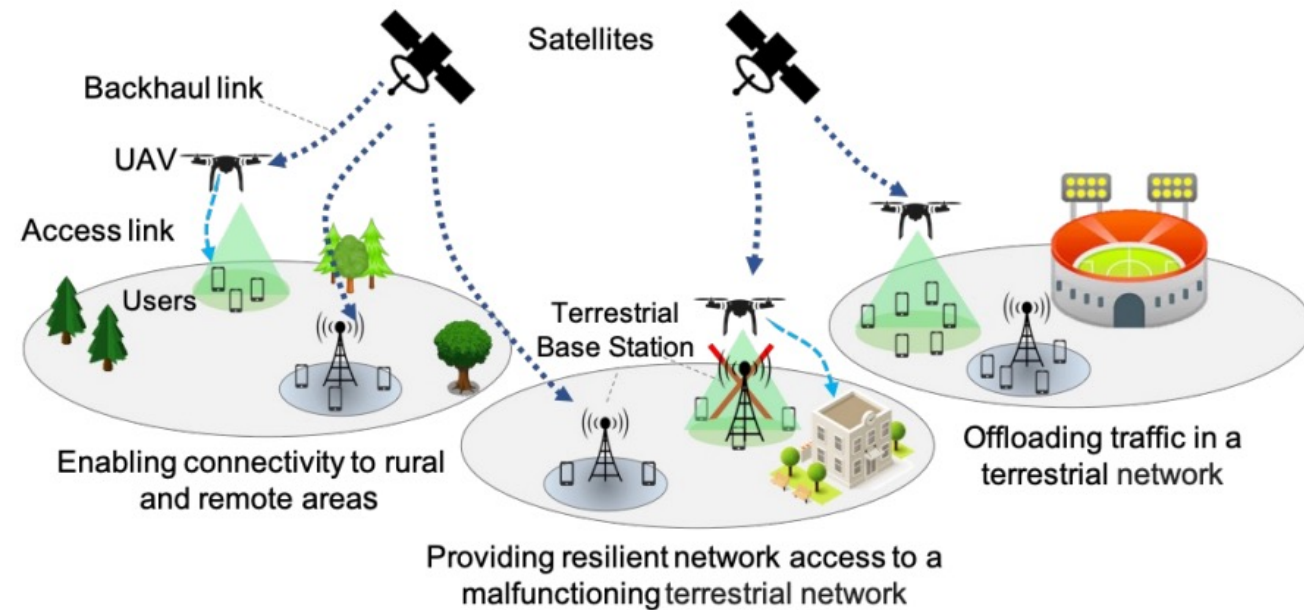 Satellites
Backhaul link
UAV
Access link
Users
Terrestrial
Base Station
Enabling connectivity to rural
and remote areas
Offloading traffic in a
terrestrial network
Providing resilient network access to a
malfunctioning terrestrial network